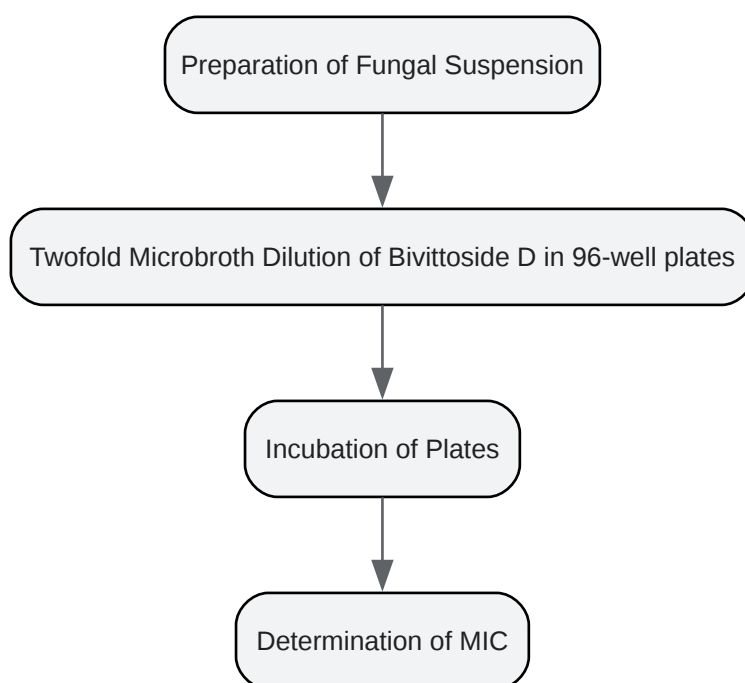 Preparation of Fungal Suspension
Twofold Microbroth Dilution of Bivittoside D in 96-well plates
Incubation of Plates
Determination of MIC